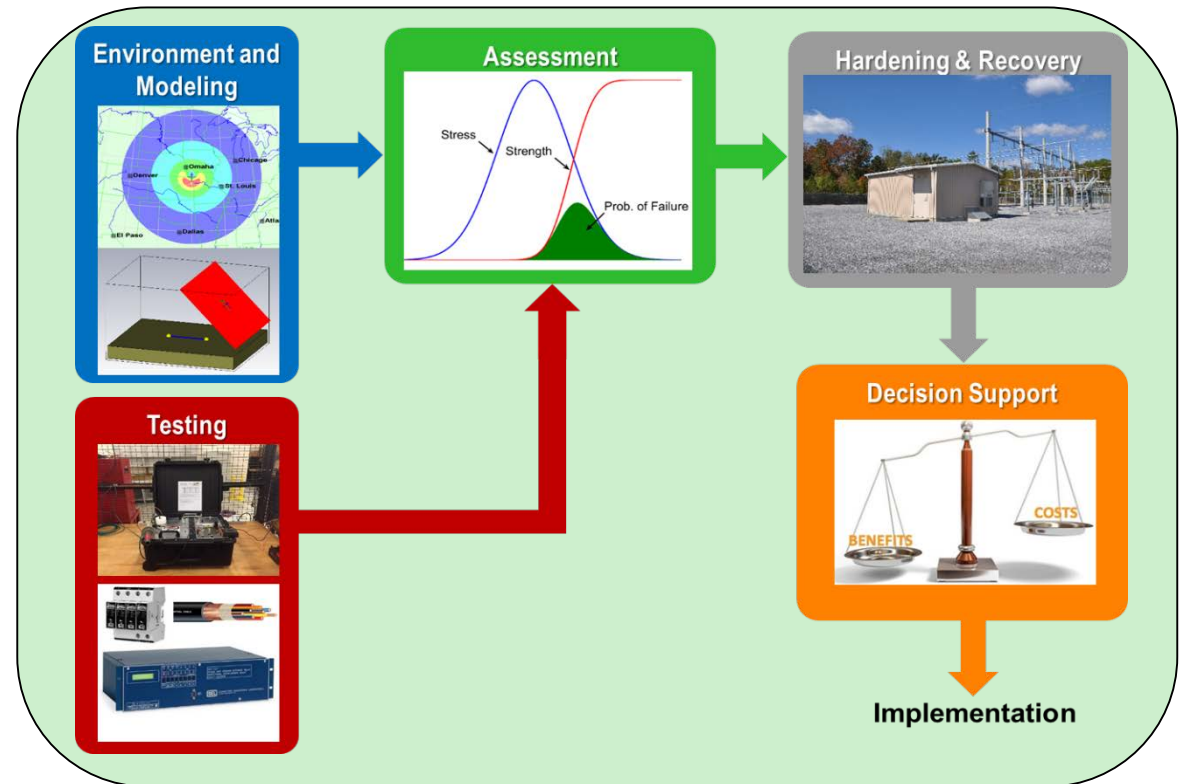 Environment and
Modeling
Omaha
Chicago
Denver
St. Louis
Atla
El Paso
Dallas
Assessment
Stress
Strength
Prob. of Failure
Hardening & Recovery
Testing
Decision Support
COSTS
BENEFITS
Implementation